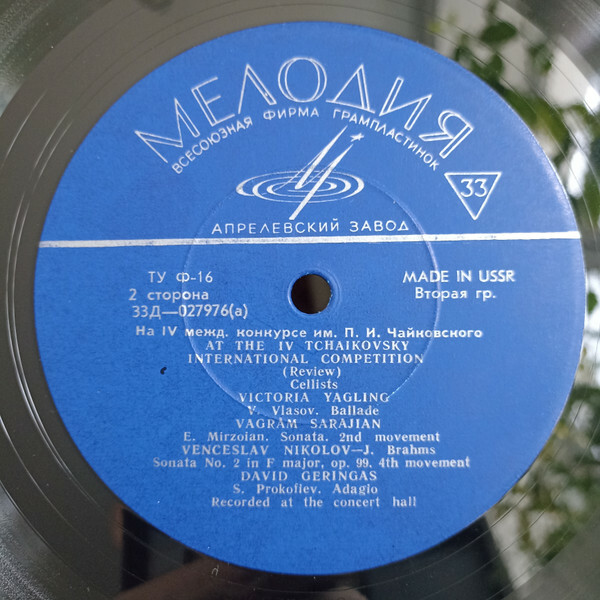 МЕЛОДИЯ
ВСЕСОЮЗНАЯ ФИРМА ГРАМПЛАСТИНОК
33
АПРЕЛЕВСКИЙ ЗАВОД
ТУ Ф-16
MADE IN USSR
2 сторона
Вторая гр.
33Д—027976(а)
На IV межд. конкурсе им. П. И. Чайковского
AT THE IV TCHAIKOVSKY
INTERNATIONAL COMPETITION
(Review)
Cellists
VICTORIA YAGLING
V. Vlasov. Ballade
VAGRAM SARAJIAN
E. Mirzoian. Sonata. 2nd movement
VENCESLAV NIKOLOV—J. Brahms
Sonata No. 2 in F major, op. 99. 4th movement
DAVID GERINGAS
S. Prokofiev. Adagio
Recorded at the concert hall